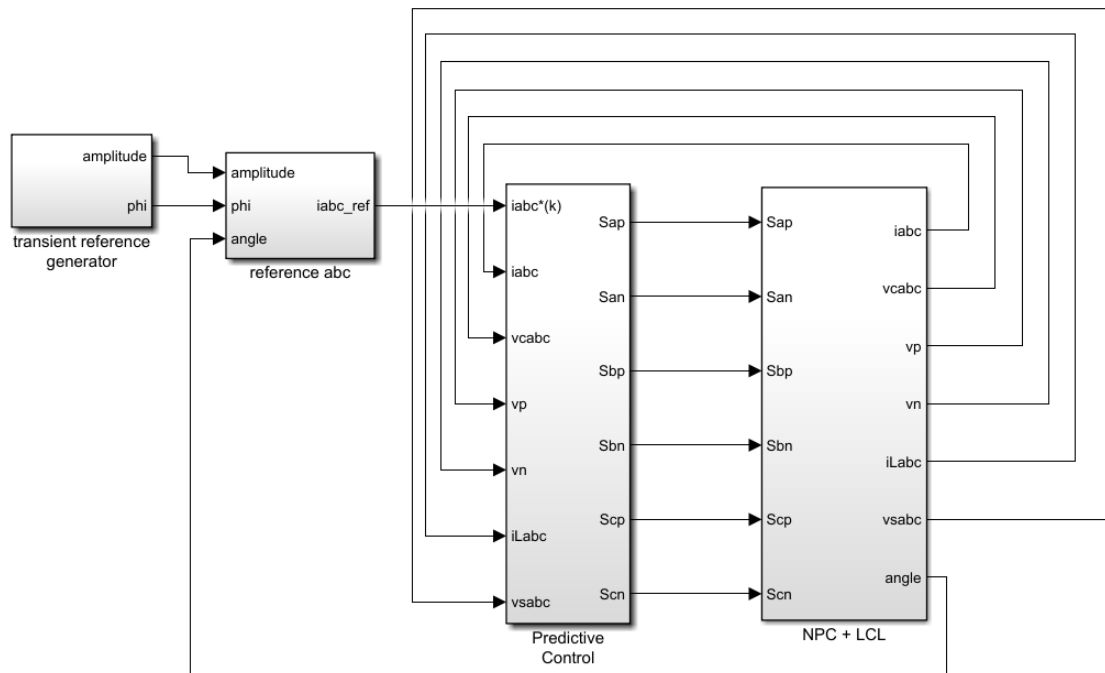 amplitude
phi
transient reference
generator
amplitude
phi
angle
iabc_ref
reference abc
iabc*(k)
iabc
vcabc
vp
vn
iLabc
vsabc
Sap
San
Sbp
Sbn
Scp
Scn
Predictive
Control
Sap
San
Sbp
Sbn
Scp
Scn
iabc
vcabc
vp
vn
iLabc
vsabc
angle
NPC + LCL